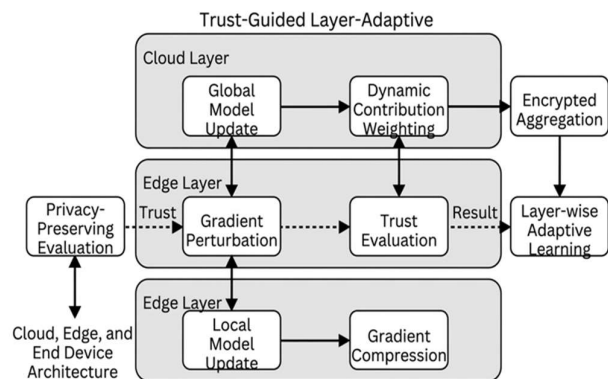 Trust-Guided Layer-Adaptive
Cloud Layer
Global
Model
Update
Dynamic
Contribution
Weighting
Encrypted
Aggregation
Edge Layer
Privacy-
Preserving
Evaluation
Trust
Gradient
Perturbation
Trust
Evaluation
Result
Layer-wise
Adaptive
Learning
Edge Layer
Local
Model
Update
Gradient
Compression
Cloud, Edge, and
End Device
Architecture